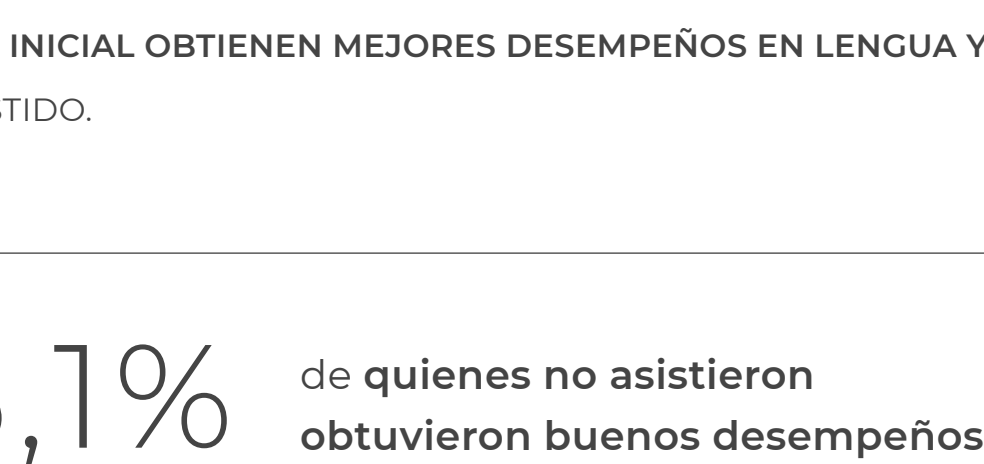 INICIAL OBTIENEN MEJORES DESEMPEÑOS EN LENGUA Y
STIDO.
,1%
de quienes no asistieron
obtuvieron buenos desempeños